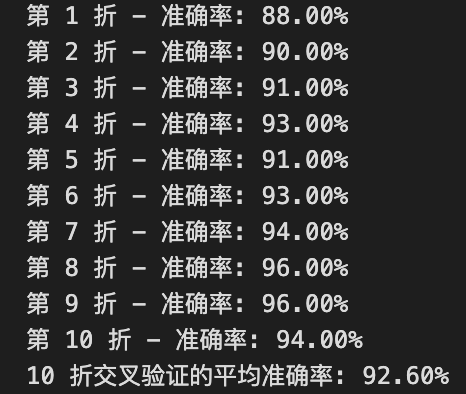 第 1 折 – 准确率: 88.00%
第 2 折 – 准确率: 90.00%
第 3 折 – 准确率: 91.00%
第 4 折 – 准确率: 93.00%
第 5 折 – 准确率: 91.00%
第 6 折 – 准确率: 93.00%
第 7 折 – 准确率: 94.00%
第 8 折 – 准确率: 96.00%
第 9 折 – 准确率: 96.00%
第 10 折 – 准确率: 94.00%
10 折交叉验证的平均准确率: 92.60%